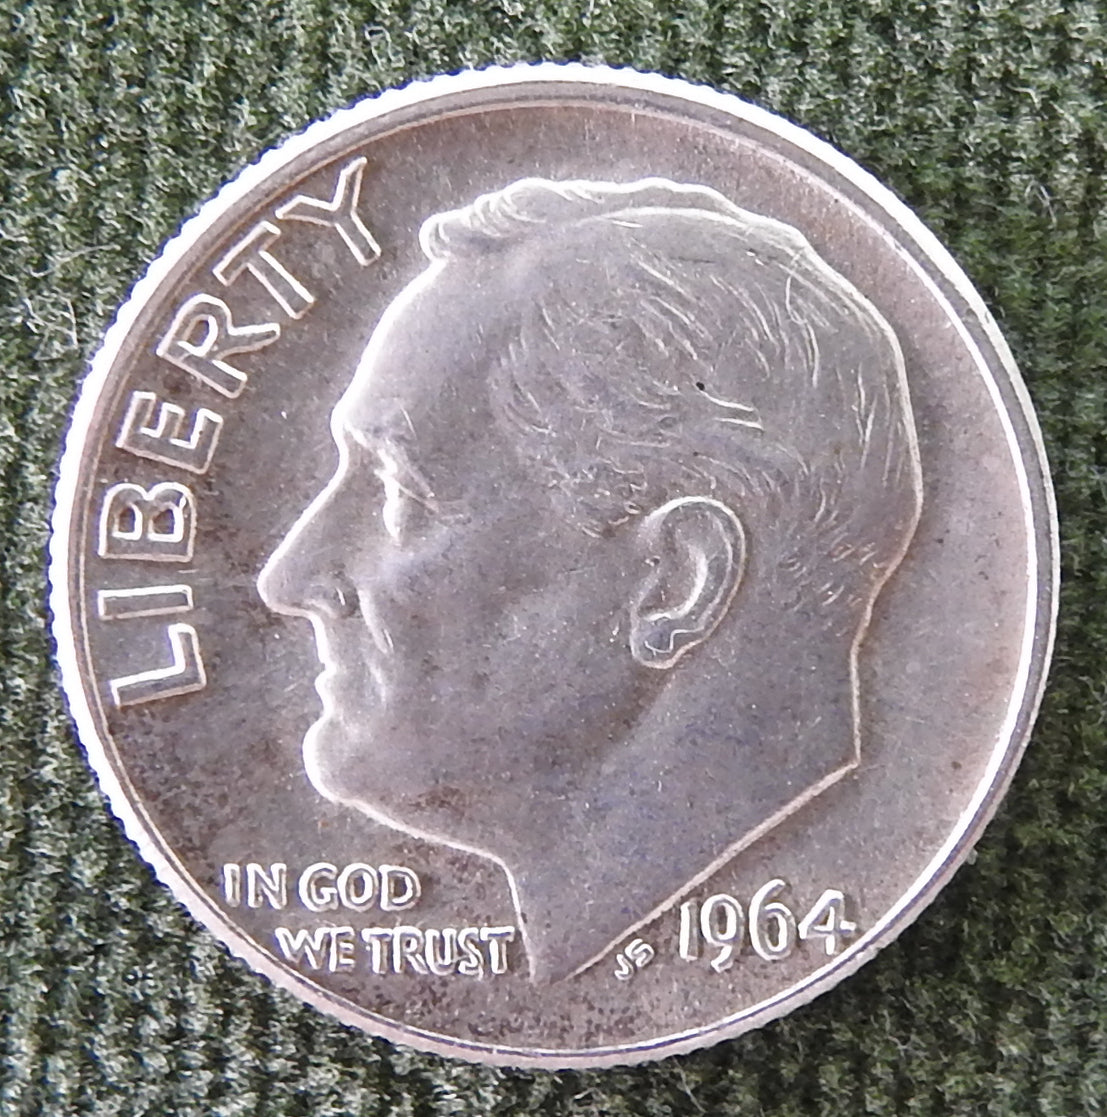 LIBERTY
IN GOD
WE TRUST
JS
1964